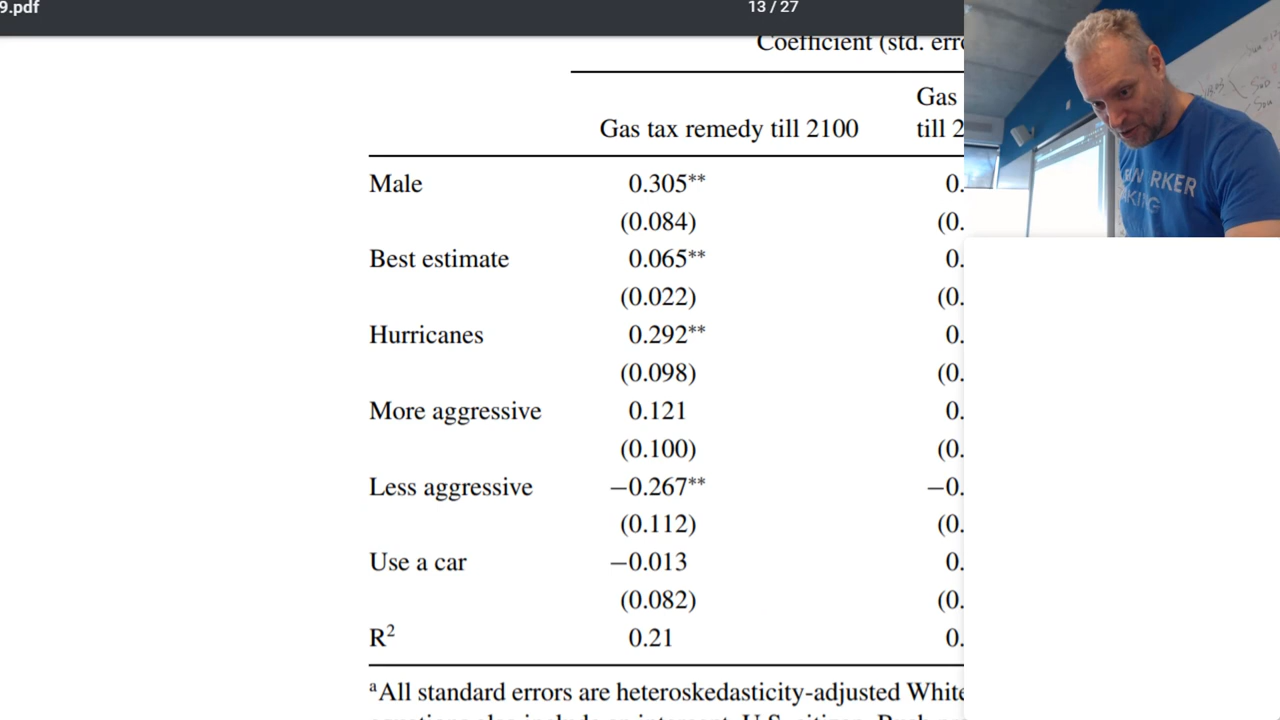 9.pdf
13 / 27
Coefficient (std.
Gas
Gas tax remedy till 2100
till 2
Male 0.305** 0.
(0.084) (0.
Best estimate 0.065** 0.
(0.022) (0.
Hurricanes 0.292** 0.
(0.098) (0.
More aggressive 0.121 0.
(0.100) (0.
Less aggressive −0.267** −0.
(0.112) (0.
Use a car −0.013 0.
(0.082) (0.
R² 0.21 0.
ᵃAll standard errors are heteroskedasticity-adjusted White
RKER